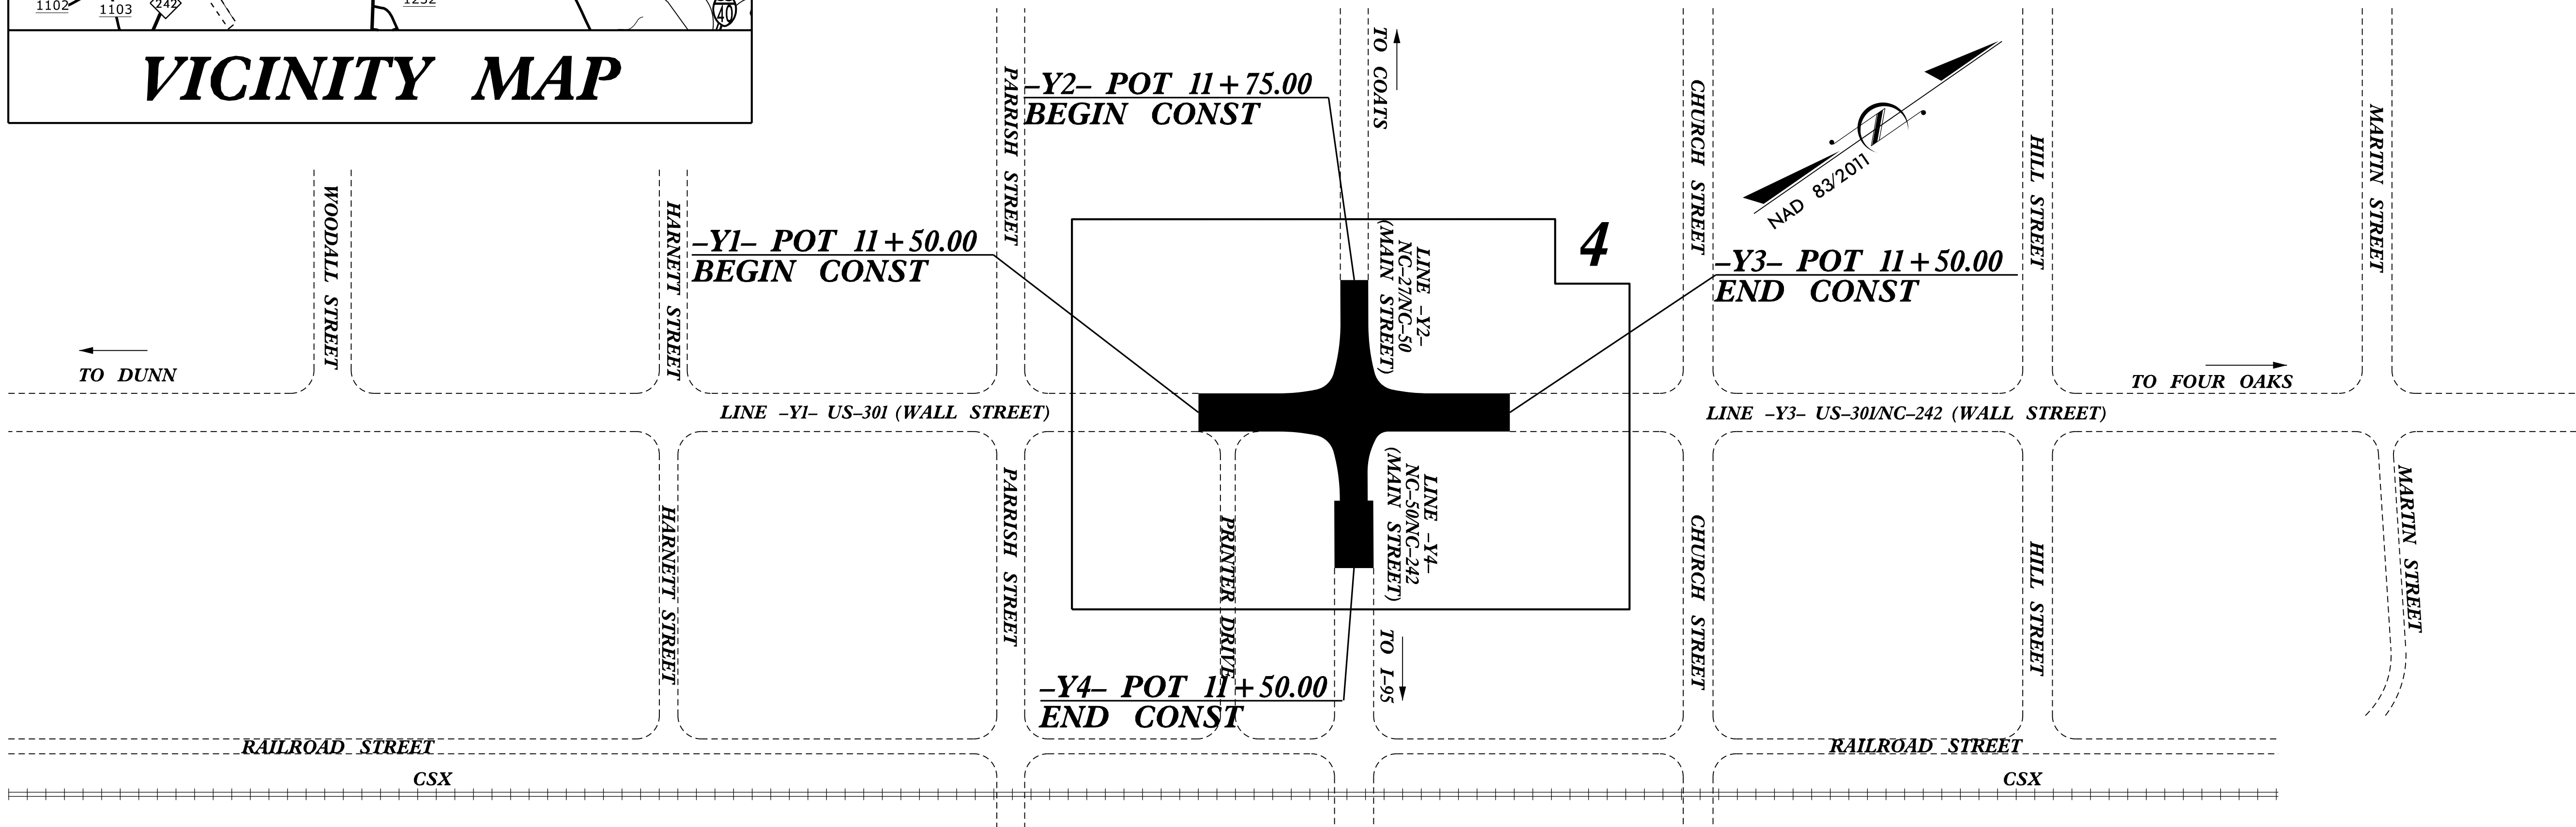 1102
1103
242
1232
40
VICINITY MAP
TO COATS
–Y2– POT 11+75.00
BEGIN CONST
PARRISH STREET
CHURCH STREET
HILL STREET
MARTIN STREET
NAD 83/2011
WOODALL STREET
HARNETT STREET
–Y1– POT 11+50.00
BEGIN CONST
4
LINE –Y2–
NC–27/NC–50
(MAIN STREET)
–Y3– POT 11+50.00
END CONST
TO DUNN
TO FOUR OAKS
LINE –Y1– US–301 (WALL STREET)
LINE –Y3– US–301/NC–242 (WALL STREET)
HARNETT STREET
PARRISH STREET
PRINTER DRIVE
LINE –Y4–
NC–50/NC–242
(MAIN STREET)
CHURCH STREET
HILL STREET
MARTIN STREET
TO I–95
–Y4– POT 11+50.00
END CONST
RAILROAD STREET
RAILROAD STREET
CSX
CSX